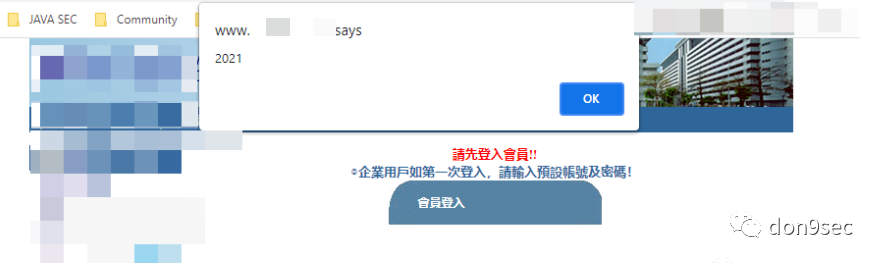 JAVA SEC
Community
www. says
2021
OK
請先登入會員!!
®企業用戶如第一次登入，請輸入預設帳號及密碼!
會員登入
don9sec